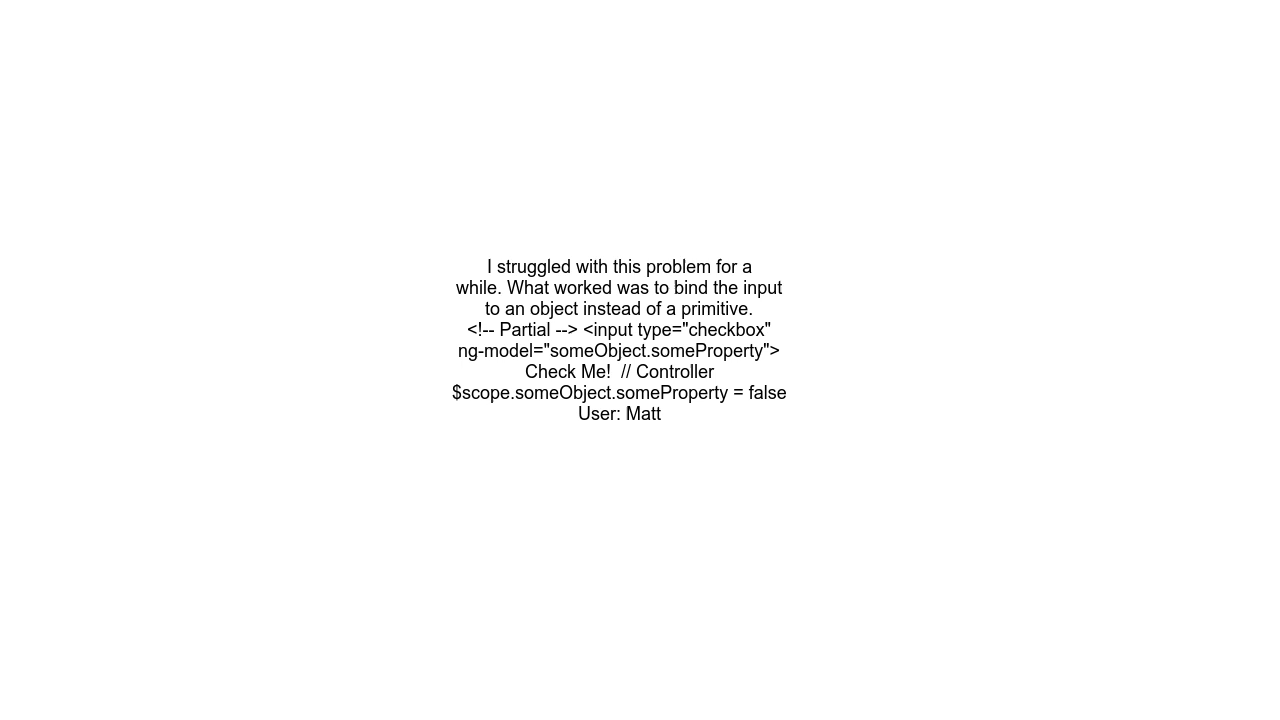 I struggled with this problem for a
while. What worked was to bind the input
to an object instead of a primitive.
<!-- Partial --> <input type="checkbox"
ng-model="someObject.someProperty">
Check Me!  // Controller
$scope.someObject.someProperty = false
User: Matt